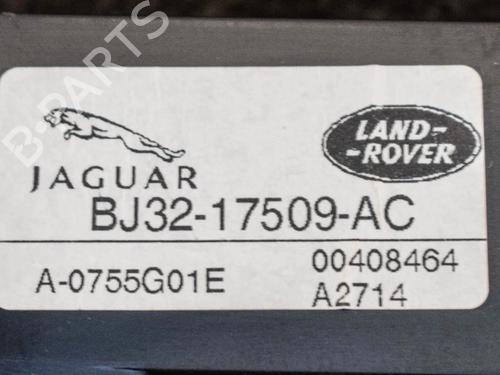 B-PARTS
JAGUAR
LAND-
-ROVER
BJ32-17509-AC
A-0755G01E
00408464
A2714